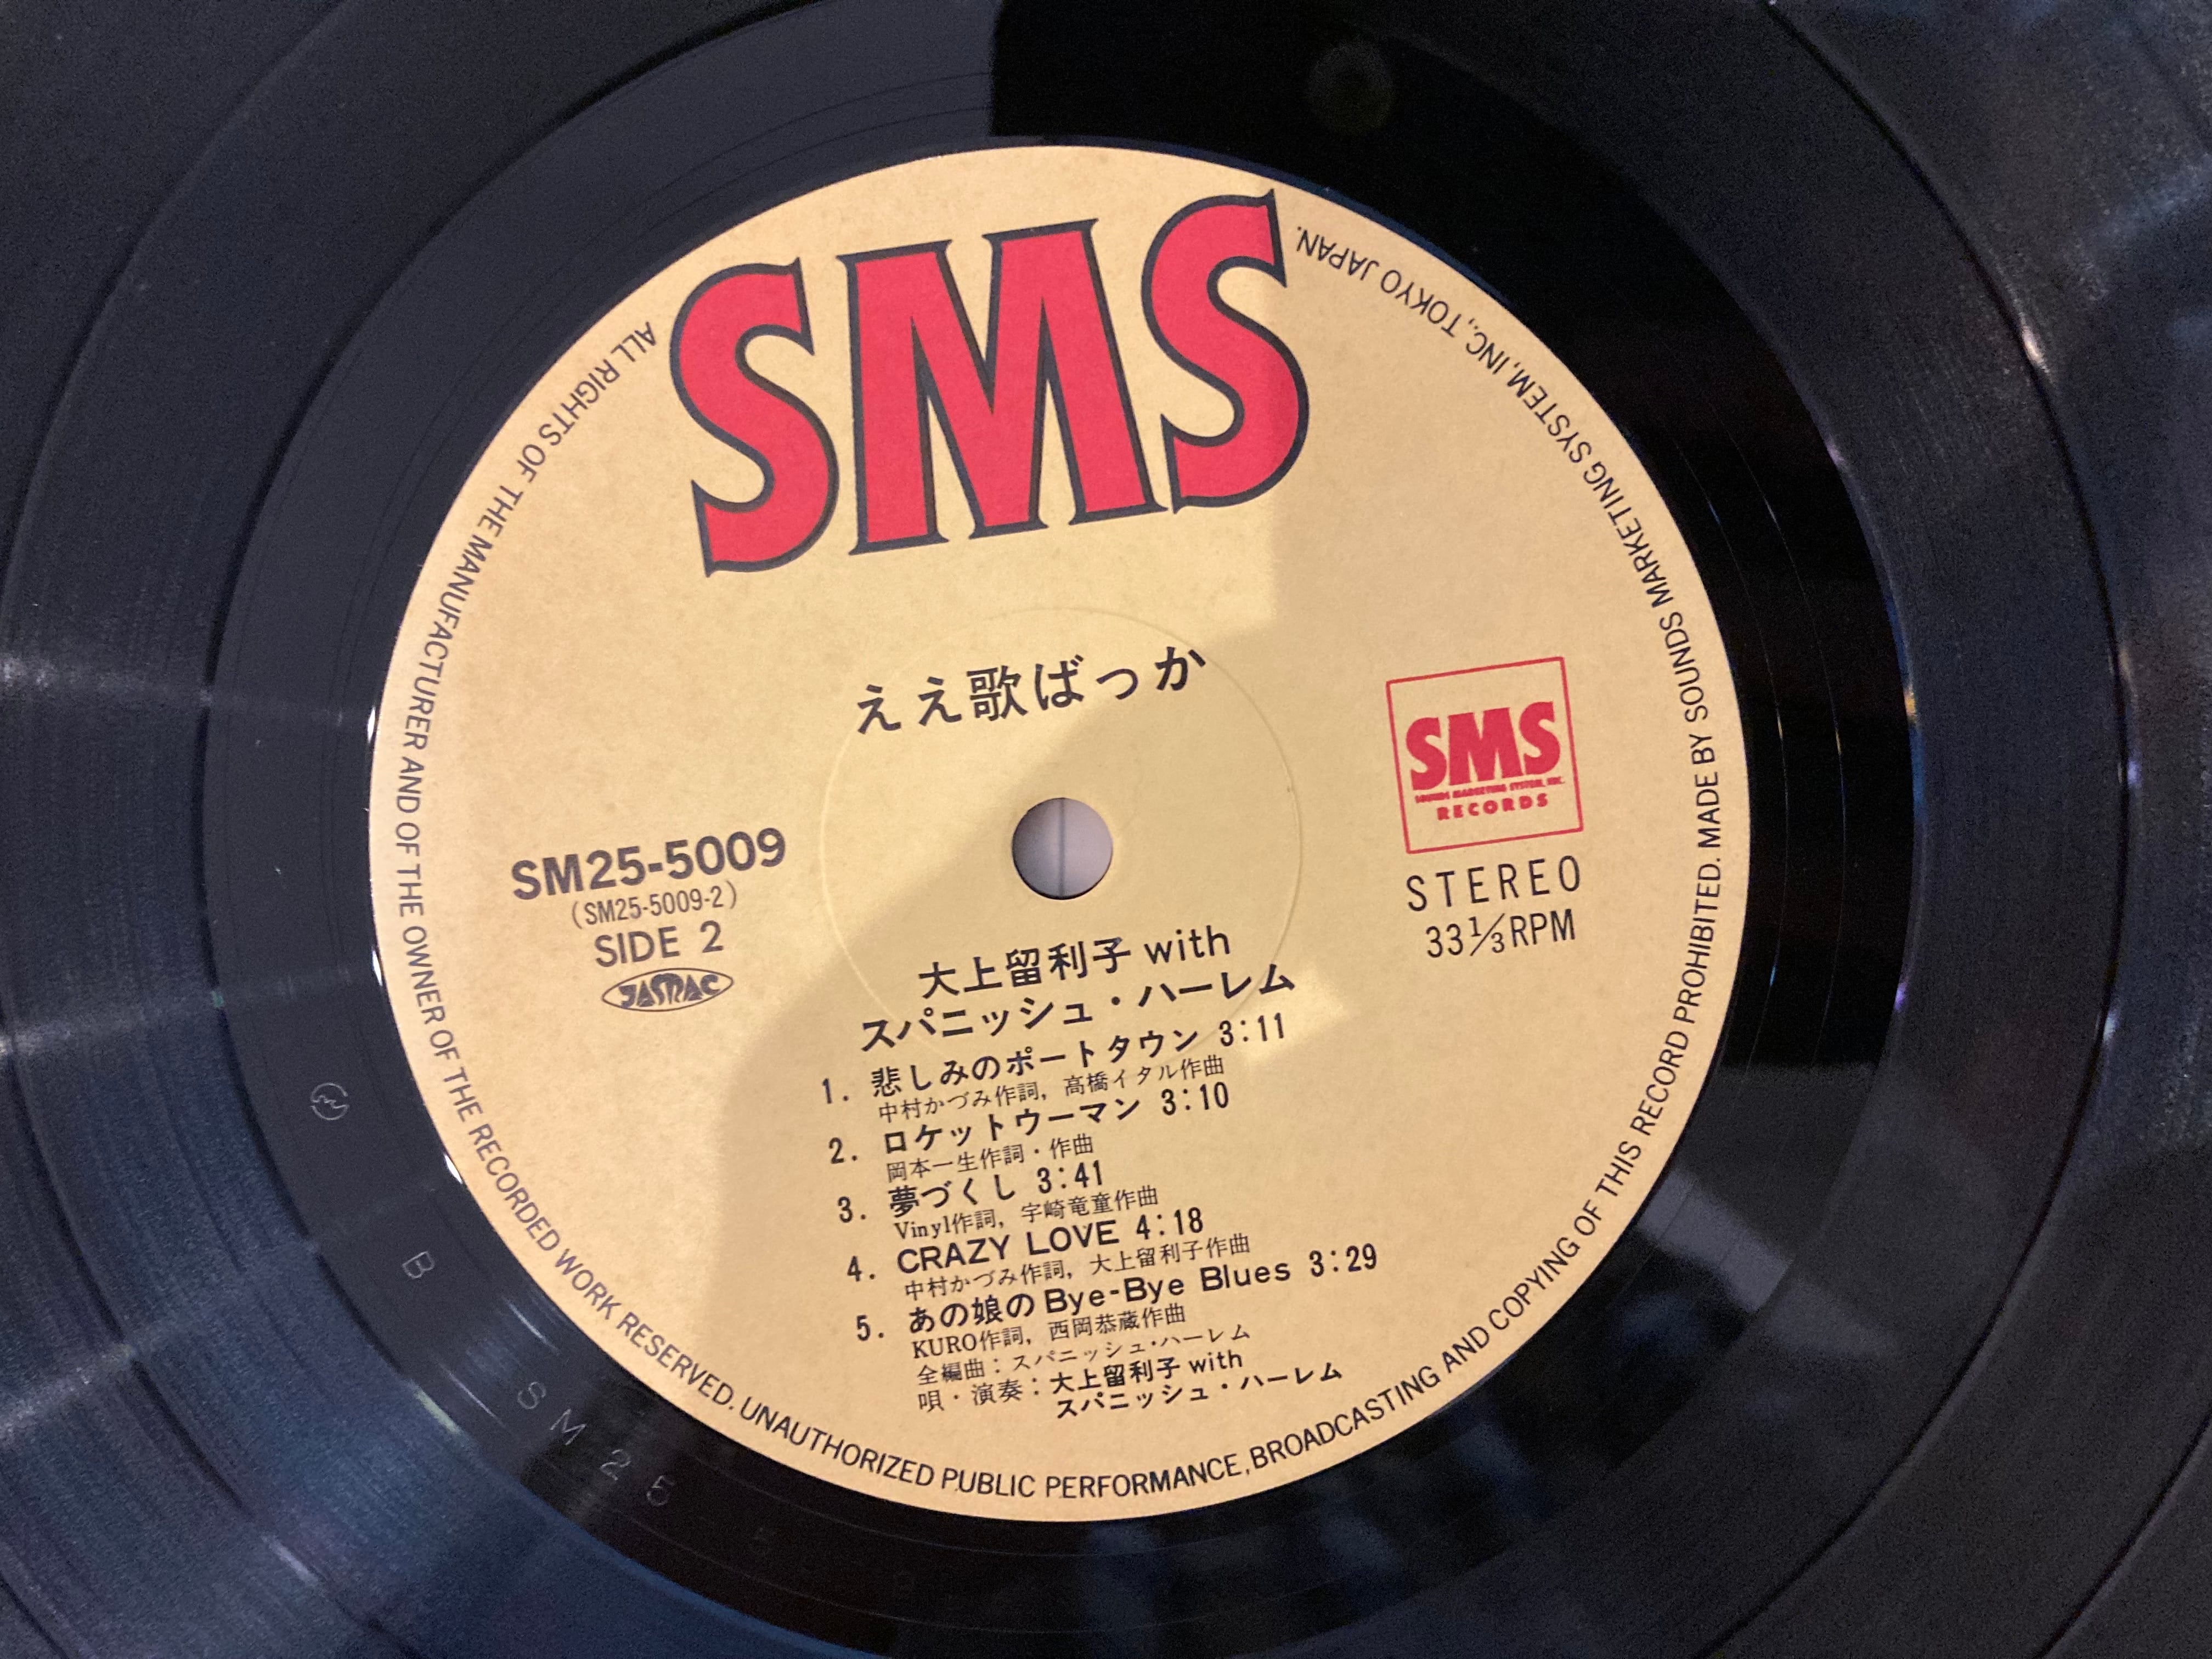 SMS
ええ歌ばっか
SMS
SOUNDS MARKETING SYSTEM, INC.
RECORDS
STEREO
33⅓RPM
SM25-5009
(SM25-5009-2)
SIDE 2
JASRAC
大上留利子 with
スパニッシュ・ハーレム
1. 悲しみのポートタウン 3:11
中村かづみ作詞, 高橋イタル作曲
2. ロケットウーマン 3:10
岡本一生作詞・作曲
3. 夢づくし 3:41
Vinyl作詞, 宇崎竜童作曲
4. CRAZY LOVE 4:18
中村かづみ作詞, 大上留利子作曲
5. あの娘の Bye-Bye Blues 3:29
KURO作詞, 西岡恭蔵作曲
全編曲：スパニッシュ・ハーレム
唄・演奏：大上留利子 with
スパニッシュ・ハーレム
ALL RIGHTS OF THE MANUFACTURER AND OF THE OWNER OF THE RECORDED WORK RESERVED. UNAUTHORIZED PUBLIC PERFORMANCE, BROADCASTING AND COPYING OF THIS RECORD PROHIBITED. MADE BY SOUNDS MARKETING SYSTEM, INC., TOKYO JAPAN.
B SM25